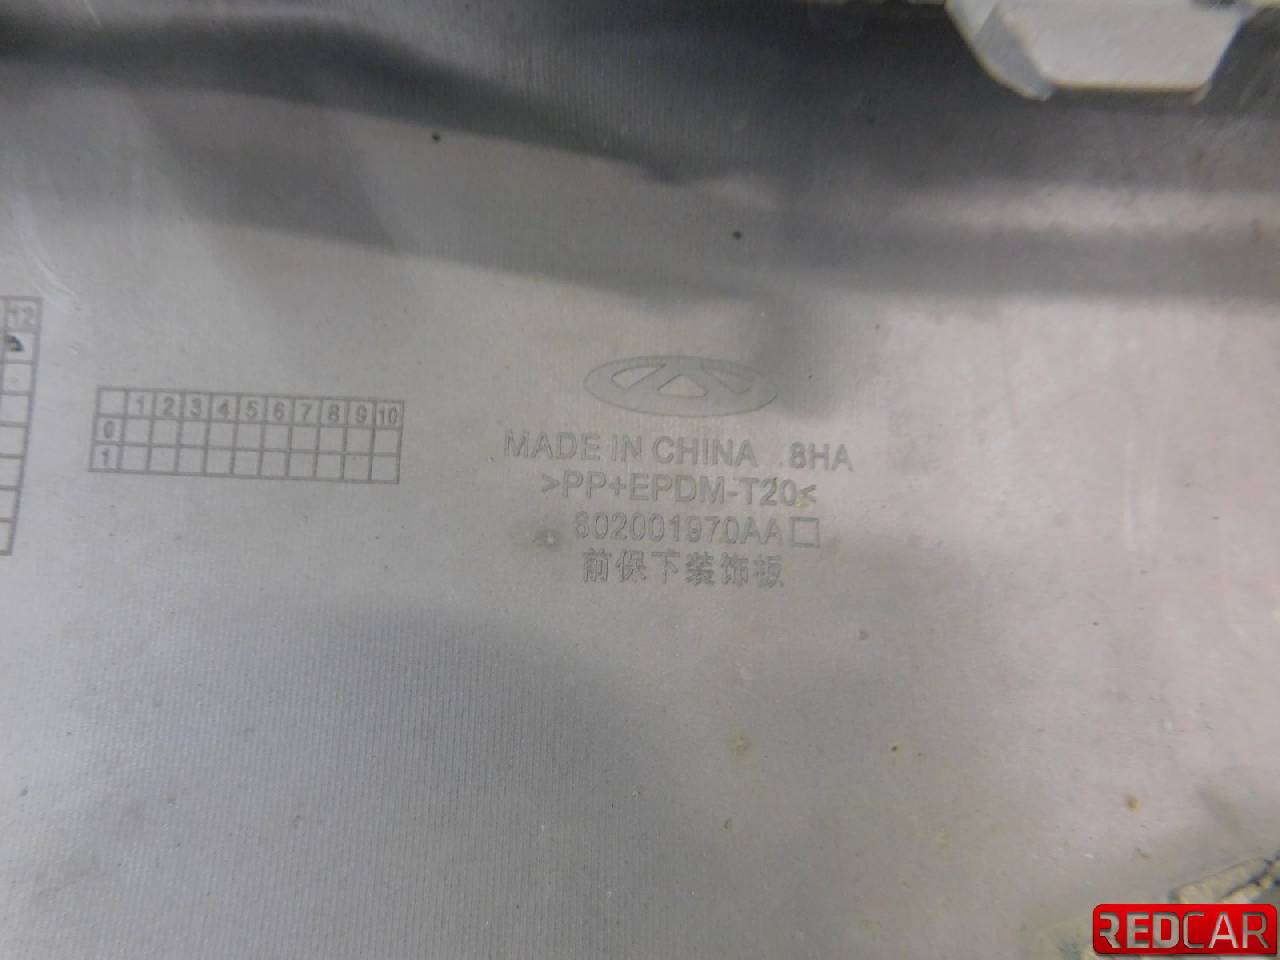 12
1 2 3 4 5 6 7 8 9 10
0
1
MADE IN CHINA 8HA
>PP+EPDM-T20<
602001970AA
前保下装饰板
REDCAR